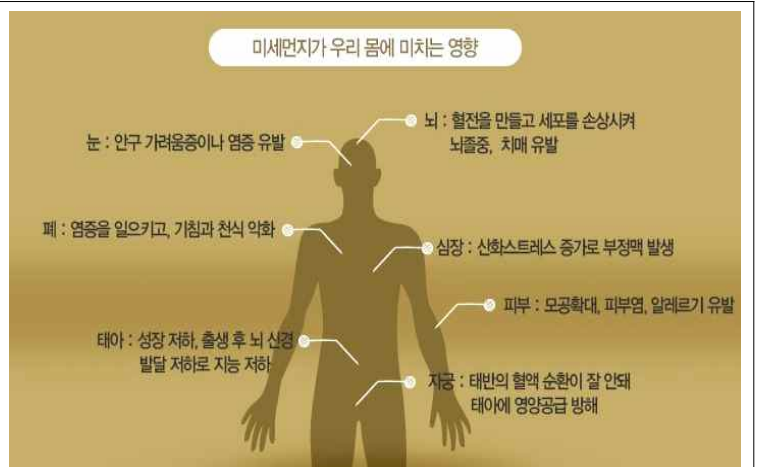 미세먼지가 우리 몸에 미치는 영향
뇌 : 혈전을 만들고 세포를 손상시켜
뇌졸중, 치매 유발
눈 : 안구 가려움증이나 염증 유발
폐 : 염증을 일으키고, 기침과 천식 악화
심장 : 산화스트레스 증가로 부정맥 발생
피부 : 모공확대, 피부염, 알레르기 유발
태아 : 성장 저하, 출생 후 뇌 신경
발달 저하로 지능 저하
자궁 : 태반의 혈액 순환이 잘 안돼
태아에 영양공급 방해